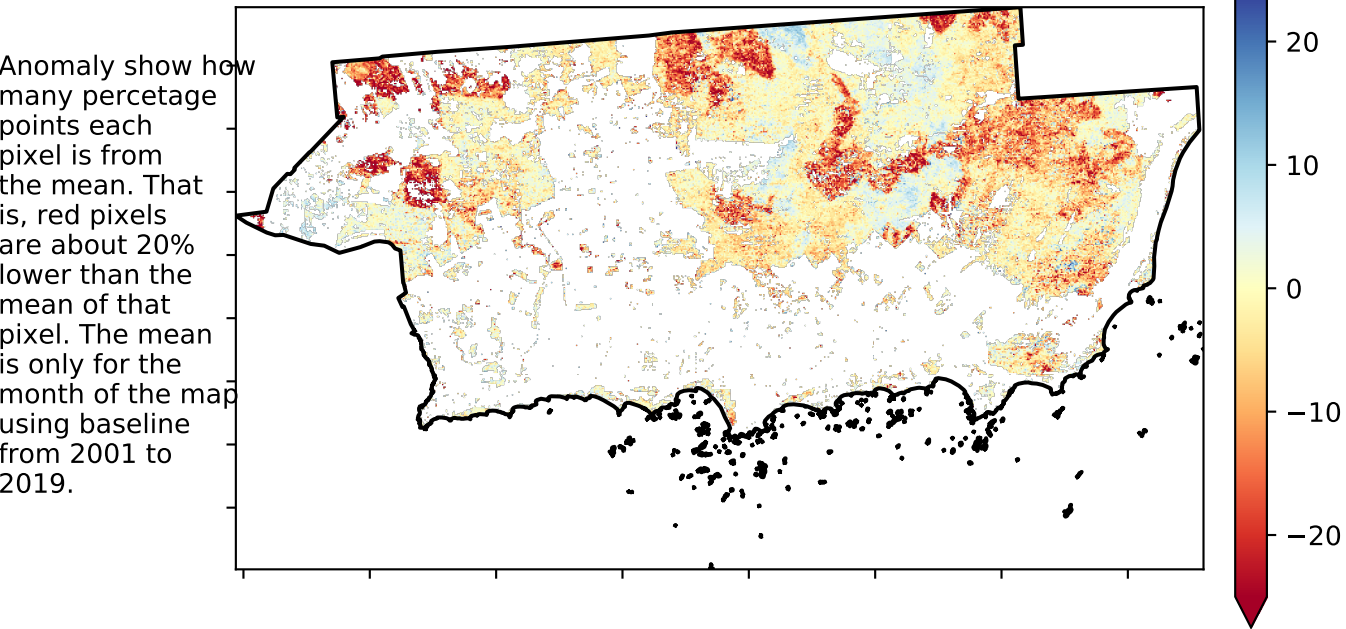 Anomaly show how
many percetage
points each
pixel is from
the mean. That
is, red pixels
are about 20%
lower than the
mean of that
pixel. The mean
is only for the
month of the map
using baseline
from 2001 to
2019.
20
10
0
−10
−20